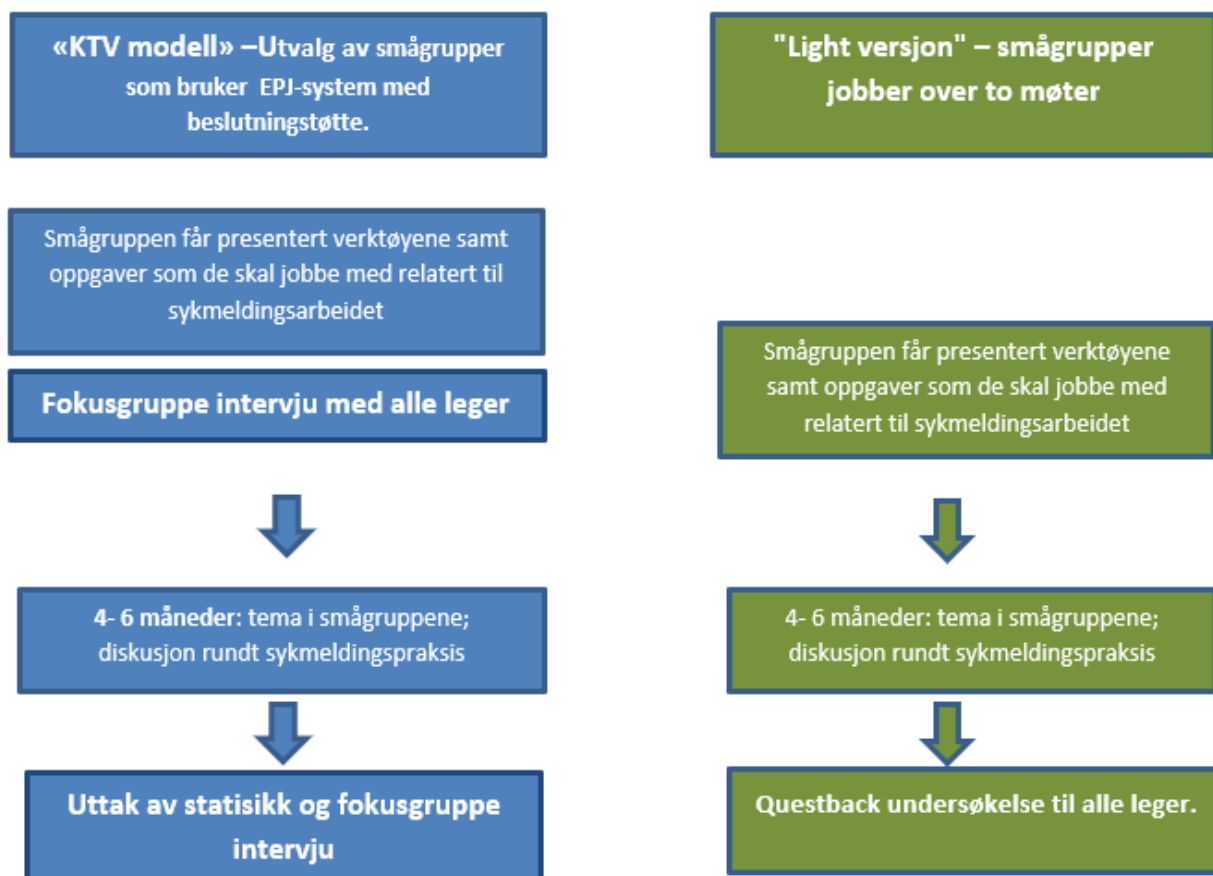 «KTV modell» –Utvalg av smågrupper
som bruker EPJ-system med
beslutningstøtte.
Smågruppen får presentert verktøyene samt
oppgaver som de skal jobbe med relatert til
sykmeldingsarbeidet
Fokusgruppe intervju med alle leger
4- 6 måneder: tema i smågruppene;
diskusjon rundt sykmeldingspraksis
Uttak av statisikk og fokusgruppe
intervju
"Light versjon" – smågrupper
jobber over to møter
Smågruppen får presentert verktøyene
samt oppgaver som de skal jobbe med
relatert til sykmeldingsarbeidet
4- 6 måneder: tema i smågruppene;
diskusjon rundt sykmeldingspraksis
Questback undersøkelse til alle leger.